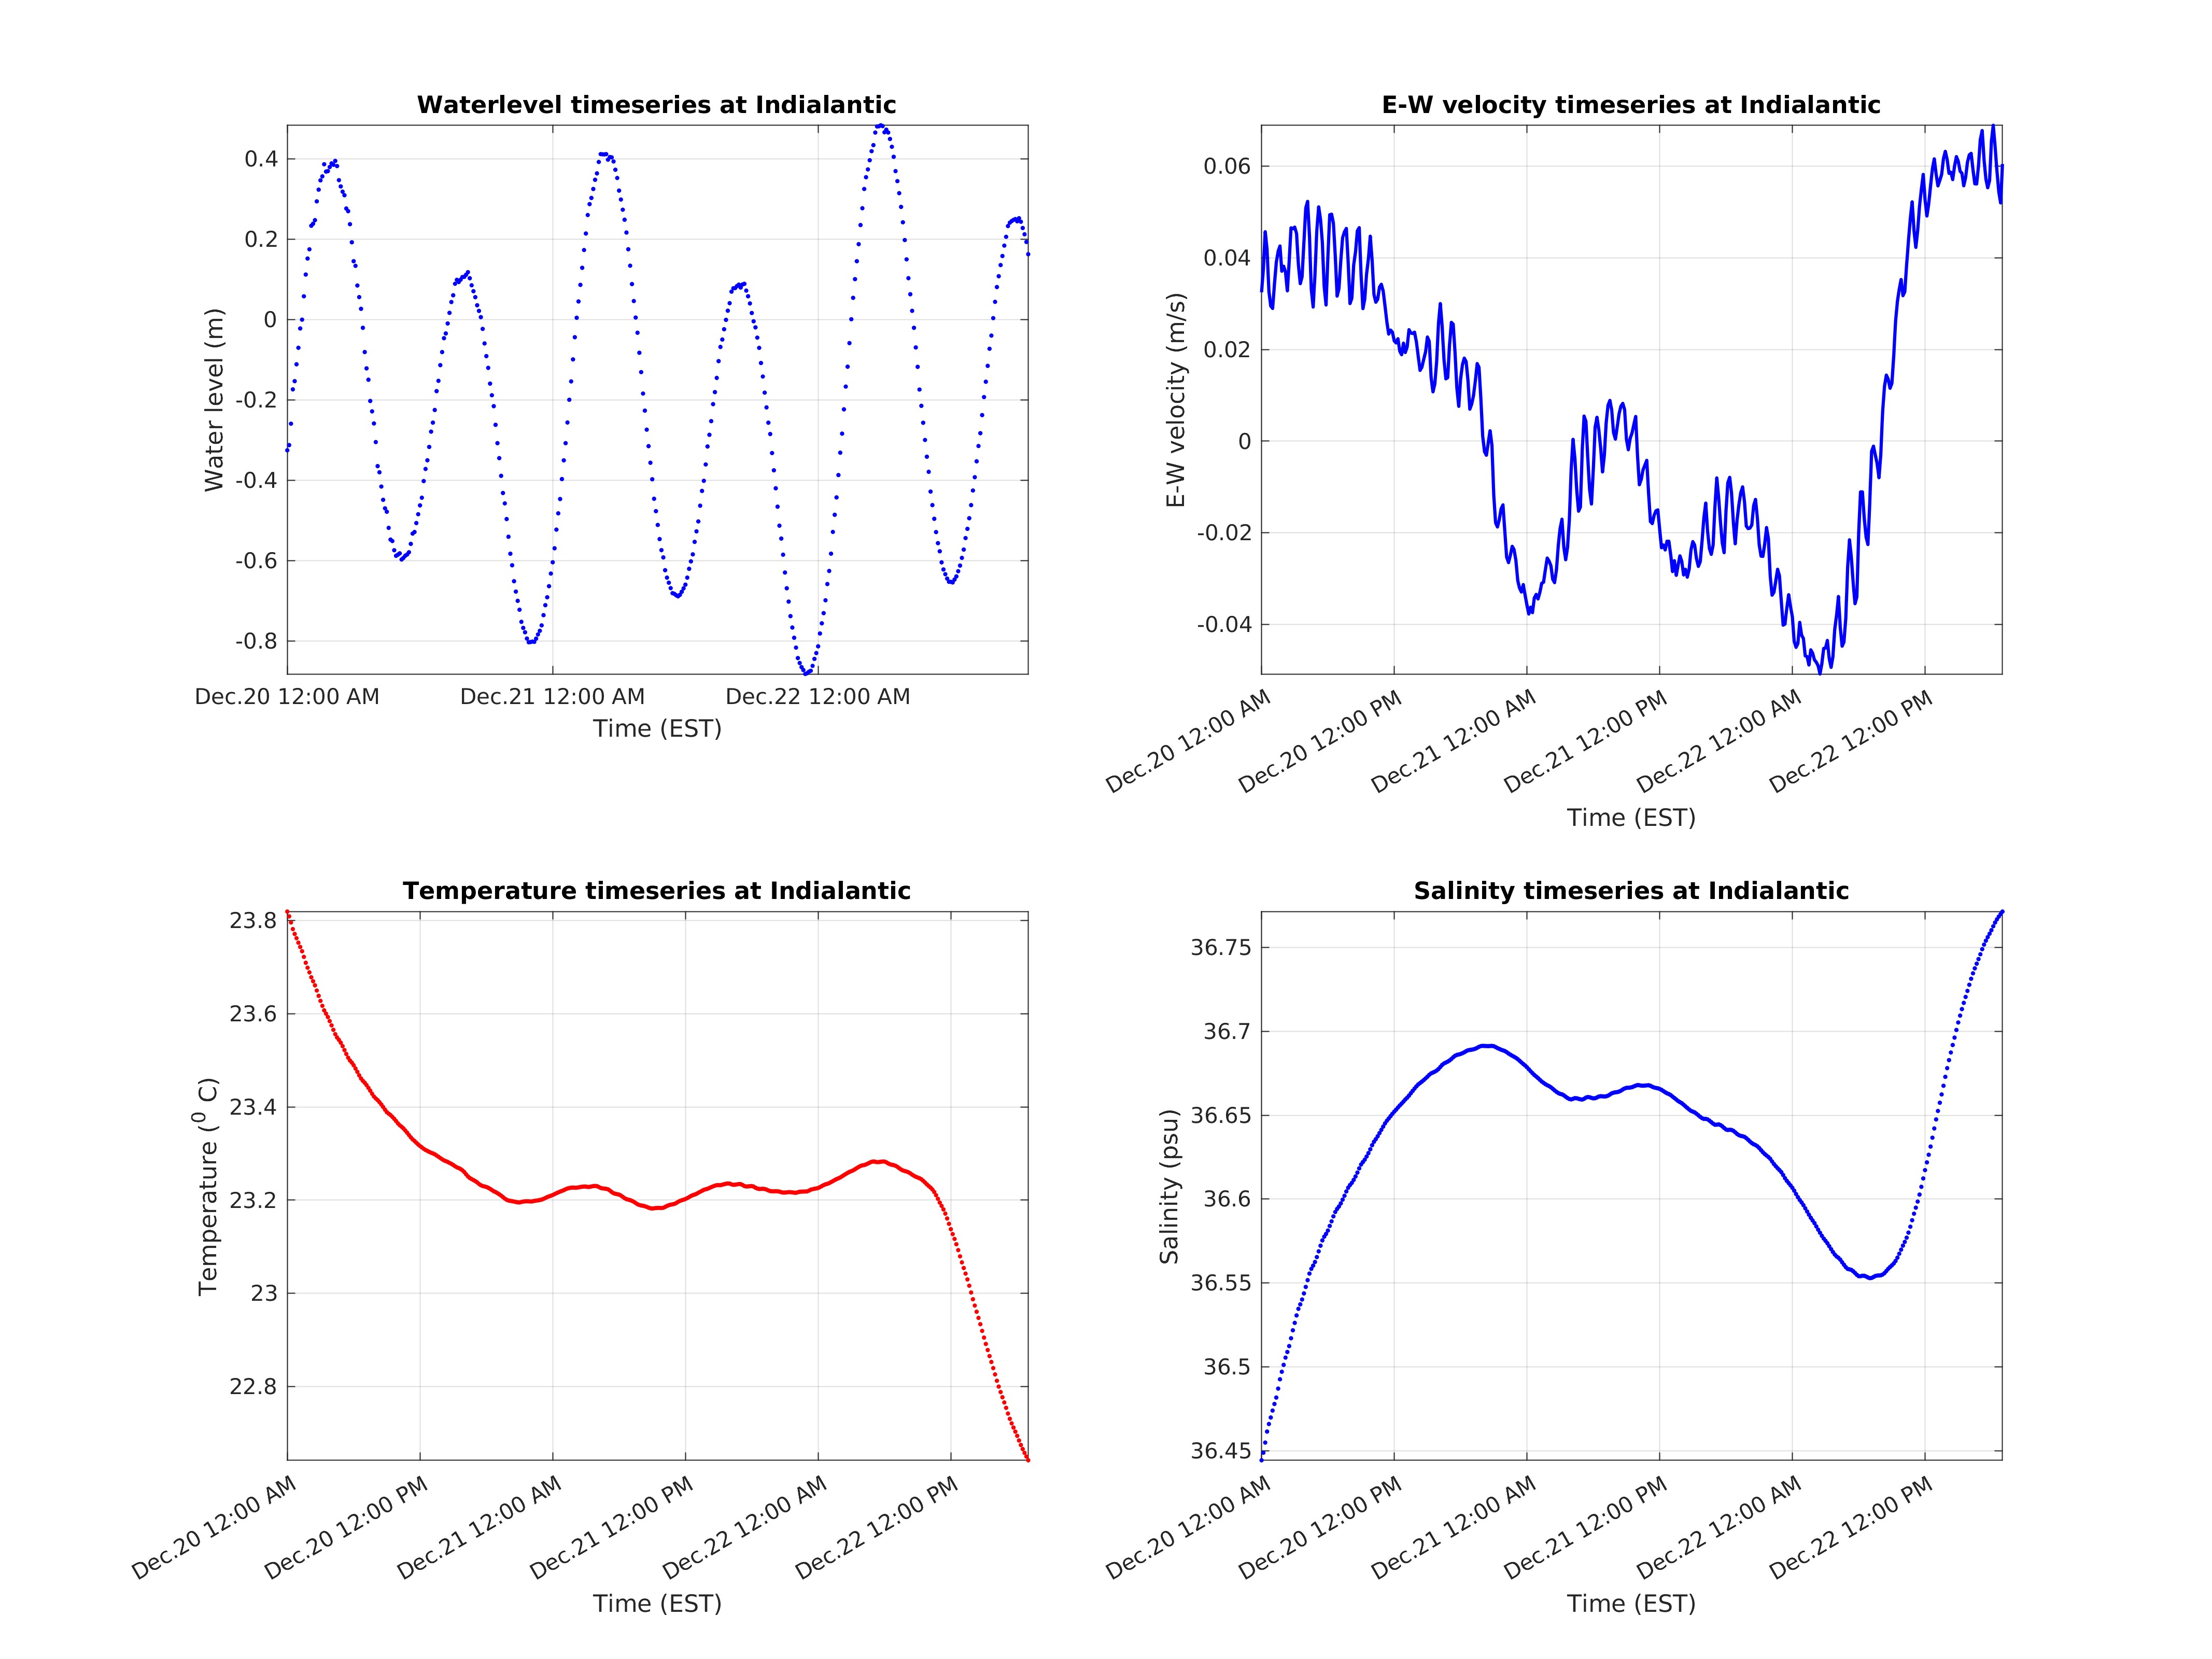 Waterlevel timeseries at Indialantic
0.4
0.2
0
-0.2
-0.4
-0.6
-0.8
Water level (m)
Dec.20 12:00 AM
Dec.21 12:00 AM
Dec.22 12:00 AM
Time (EST)
E-W velocity timeseries at Indialantic
0.06
0.04
0.02
0
-0.02
-0.04
E-W velocity (m/s)
Dec.20 12:00 AM
Dec.20 12:00 PM
Dec.21 12:00 AM
Dec.21 12:00 PM
Dec.22 12:00 AM
Dec.22 12:00 PM
Time (EST)
Temperature timeseries at Indialantic
23.8
23.6
23.4
23.2
23
22.8
Temperature (⁰ C)
Dec.20 12:00 AM
Dec.20 12:00 PM
Dec.21 12:00 AM
Dec.21 12:00 PM
Dec.22 12:00 AM
Dec.22 12:00 PM
Time (EST)
Salinity timeseries at Indialantic
36.75
36.7
36.65
36.6
36.55
36.5
36.45
Salinity (psu)
Dec.20 12:00 AM
Dec.20 12:00 PM
Dec.21 12:00 AM
Dec.21 12:00 PM
Dec.22 12:00 AM
Dec.22 12:00 PM
Time (EST)